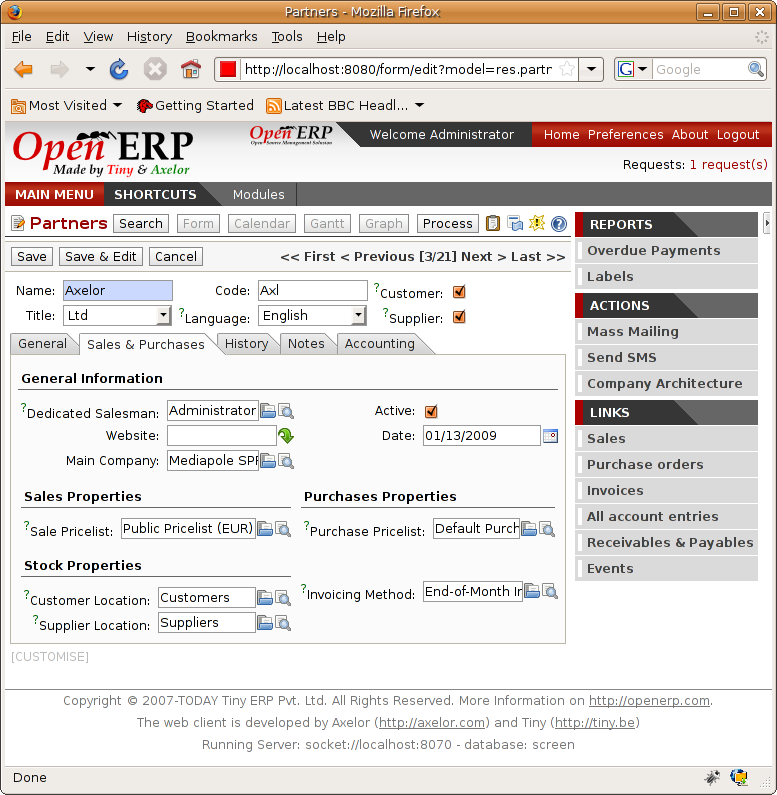 Partners - Mozilla Firefox
File Edit View History Bookmarks Tools Help
http://localhost:8080/form/edit?model=res.partn
G Google
Most Visited Getting Started Latest BBC Headl...
Open ERP
Made by Tiny & Axelor
Open ERP
Open Source Management Solution
Welcome Administrator Home Preferences About Logout
Requests: 1 request(s)
MAIN MENU SHORTCUTS Modules
Partners Search Form Calendar Gantt Graph Process
Save Save & Edit Cancel << First < Previous [3/21] Next > Last >>
Name: Axelor Code: Axl ?Customer:
Title: Ltd ?Language: English ?Supplier:
General Sales & Purchases History Notes Accounting
General Information
?Dedicated Salesman: Administrator Active:
Website: Date: 01/13/2009
Main Company: Mediapole SPR
Sales Properties Purchases Properties
?Sale Pricelist: Public Pricelist (EUR) ?Purchase Pricelist: Default Purch
Stock Properties
?Customer Location: Customers ?Invoicing Method: End-of-Month In
?Supplier Location: Suppliers
[CUSTOMISE]
REPORTS
Overdue Payments
Labels
ACTIONS
Mass Mailing
Send SMS
Company Architecture
LINKS
Sales
Purchase orders
Invoices
All account entries
Receivables & Payables
Events
Copyright © 2007-TODAY Tiny ERP Pvt. Ltd. All Rights Reserved. More Information on http://openerp.com.
The web client is developed by Axelor (http://axelor.com) and Tiny (http://tiny.be)
Running Server: socket://localhost:8070 - database: screen
Done